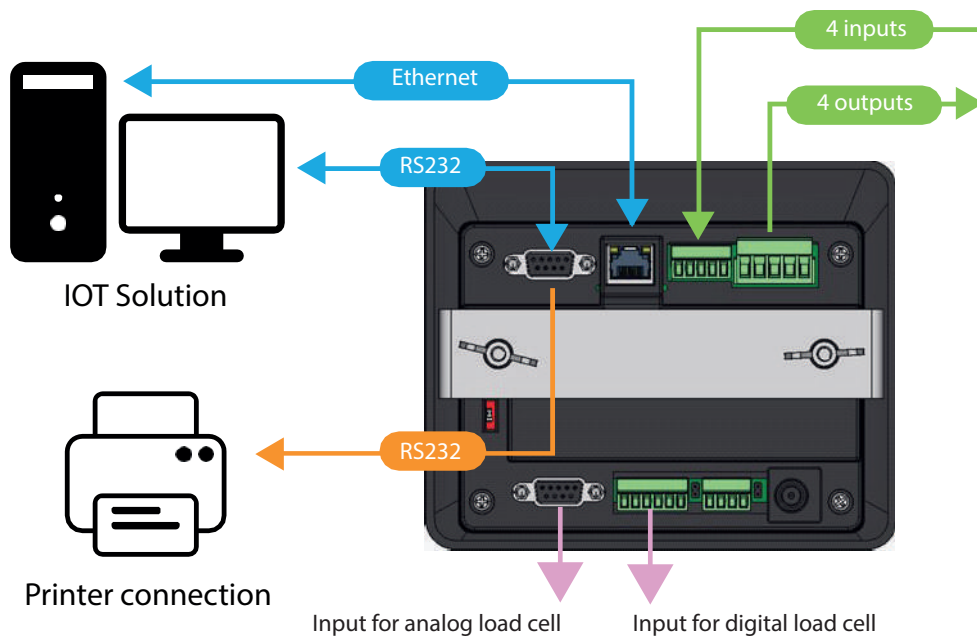 4 inputs
Ethernet
4 outputs
RS232
IOT Solution
RS232
Printer connection
Input for analog load cell
Input for digital load cell